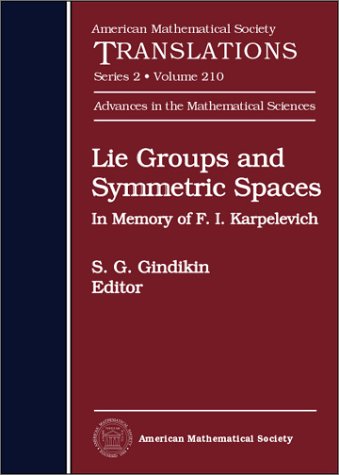 American Mathematical Society
TRANSLATIONS
Series 2 • Volume 210
Advances in the Mathematical Sciences
Lie Groups and
Symmetric Spaces
In Memory of F. I. Karpelevich
S. G. Gindikin
Editor
American Mathematical Society